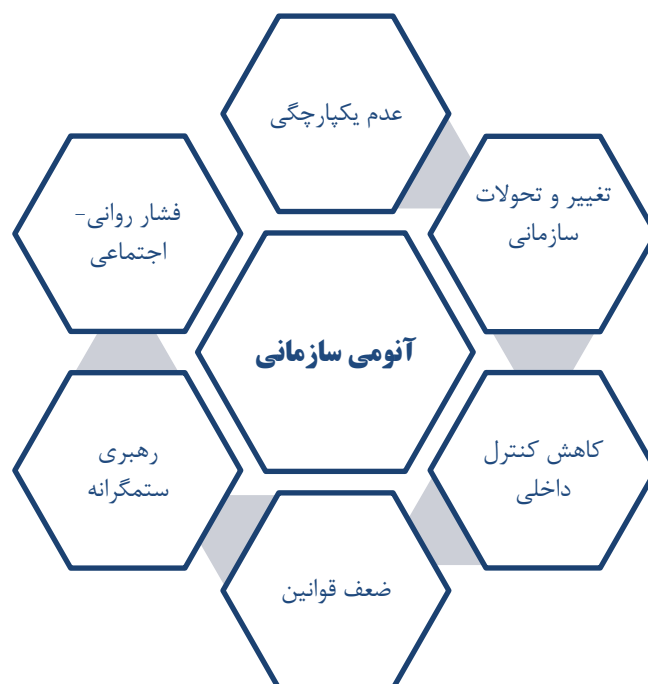 عدم یکپارچگی
تغییر و تحولات
سازمانی
فشار روانی-
اجتماعی
آنومی سازمانی
کاهش کنترل
داخلی
رهبری
ستمگرانه
ضعف قوانین